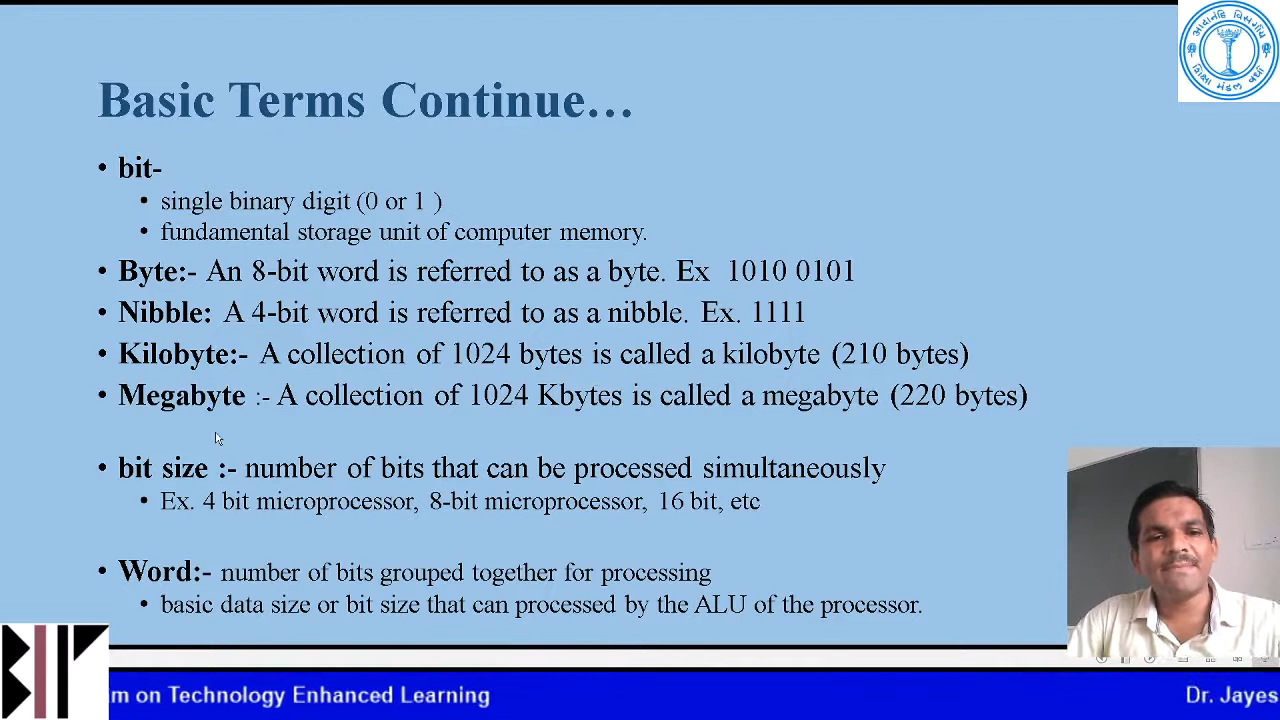 Basic Terms Continue…
• bit-
• single binary digit (0 or 1 )
• fundamental storage unit of computer memory.
• Byte:- An 8-bit word is referred to as a byte. Ex 1010 0101
• Nibble: A 4-bit word is referred to as a nibble. Ex. 1111
• Kilobyte:- A collection of 1024 bytes is called a kilobyte (210 bytes)
• Megabyte :- A collection of 1024 Kbytes is called a megabyte (220 bytes)
• bit size :- number of bits that can be processed simultaneously
• Ex. 4 bit microprocessor, 8-bit microprocessor, 16 bit, etc
• Word:- number of bits grouped together for processing
• basic data size or bit size that can processed by the ALU of the processor.
BIT
m on Technology Enhanced Learning
Dr. Jayes